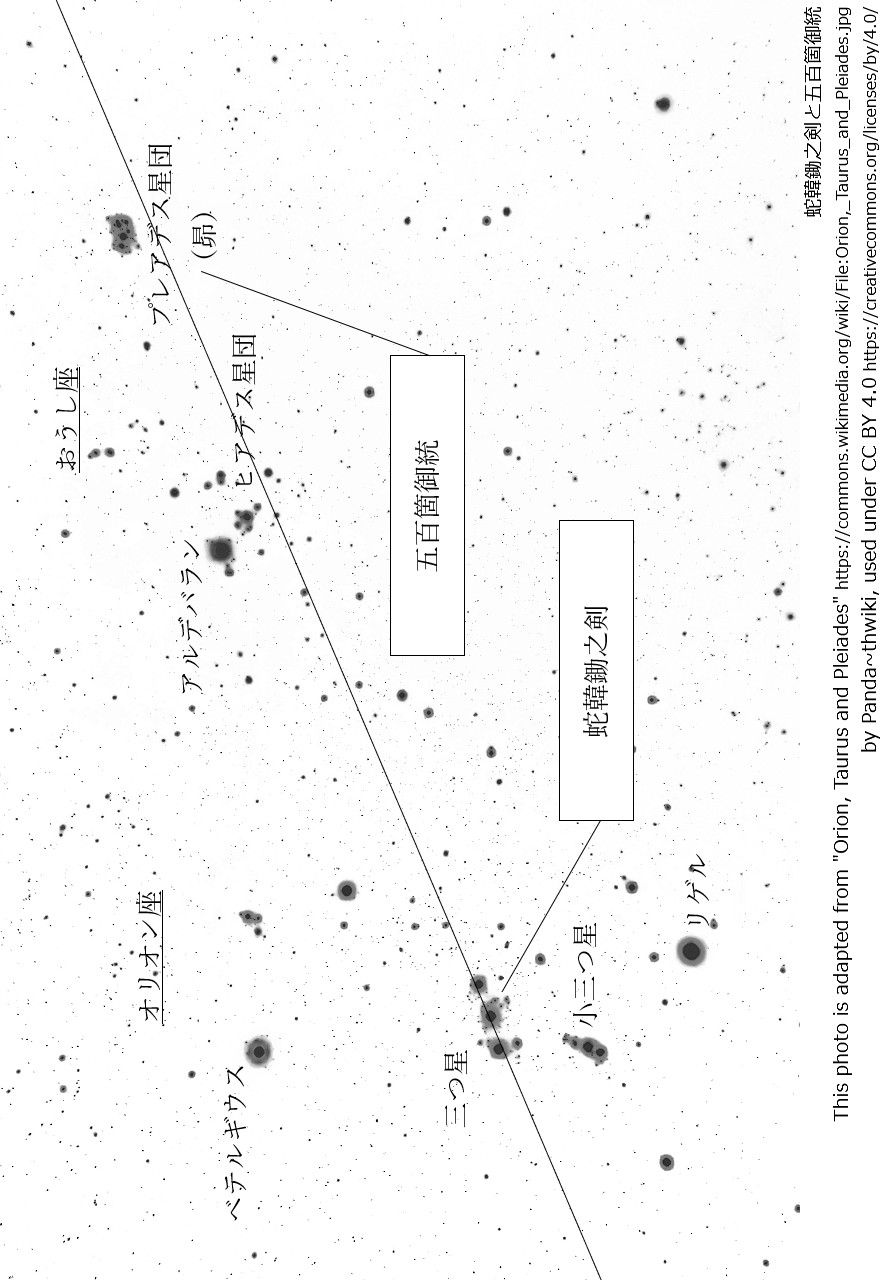 蛇韓鋤之剣と五百箇御統
This photo is adapted from "Orion, Taurus and Pleiades" https://commons.wikimedia.org/wiki/File:Orion,_Taurus_and_Pleiades.jpg
by Panda~thwiki, used under CC BY 4.0 https://creativecommons.org/licenses/by/4.0/
おうし座
プレアデス星団
(昴)
ヒアデス星団
アルデバラン
五百箇御統
オリオン座
蛇韓鋤之剣
ベテルギウス
三つ星
小三つ星
リゲル